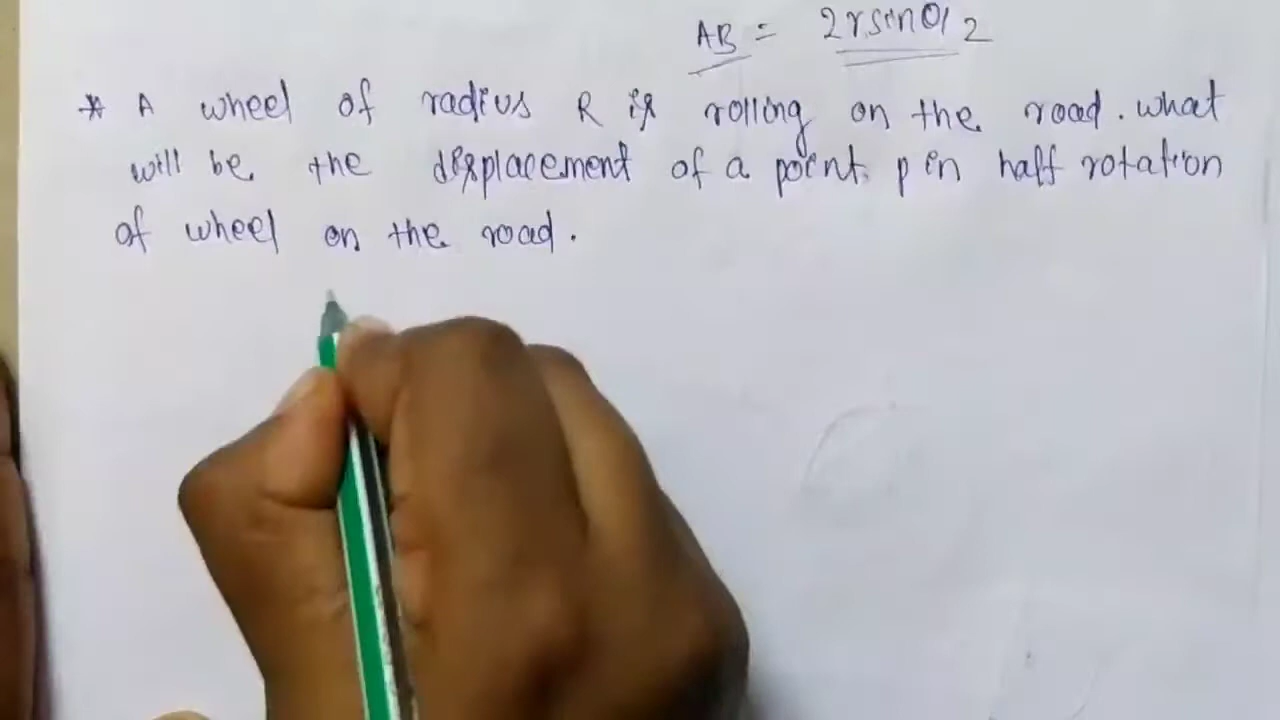 AB = 2rsinθ/2
* A wheel of radius R is rolling on the road. what
will be the displacement of a point p in half rotation
of wheel on the road.